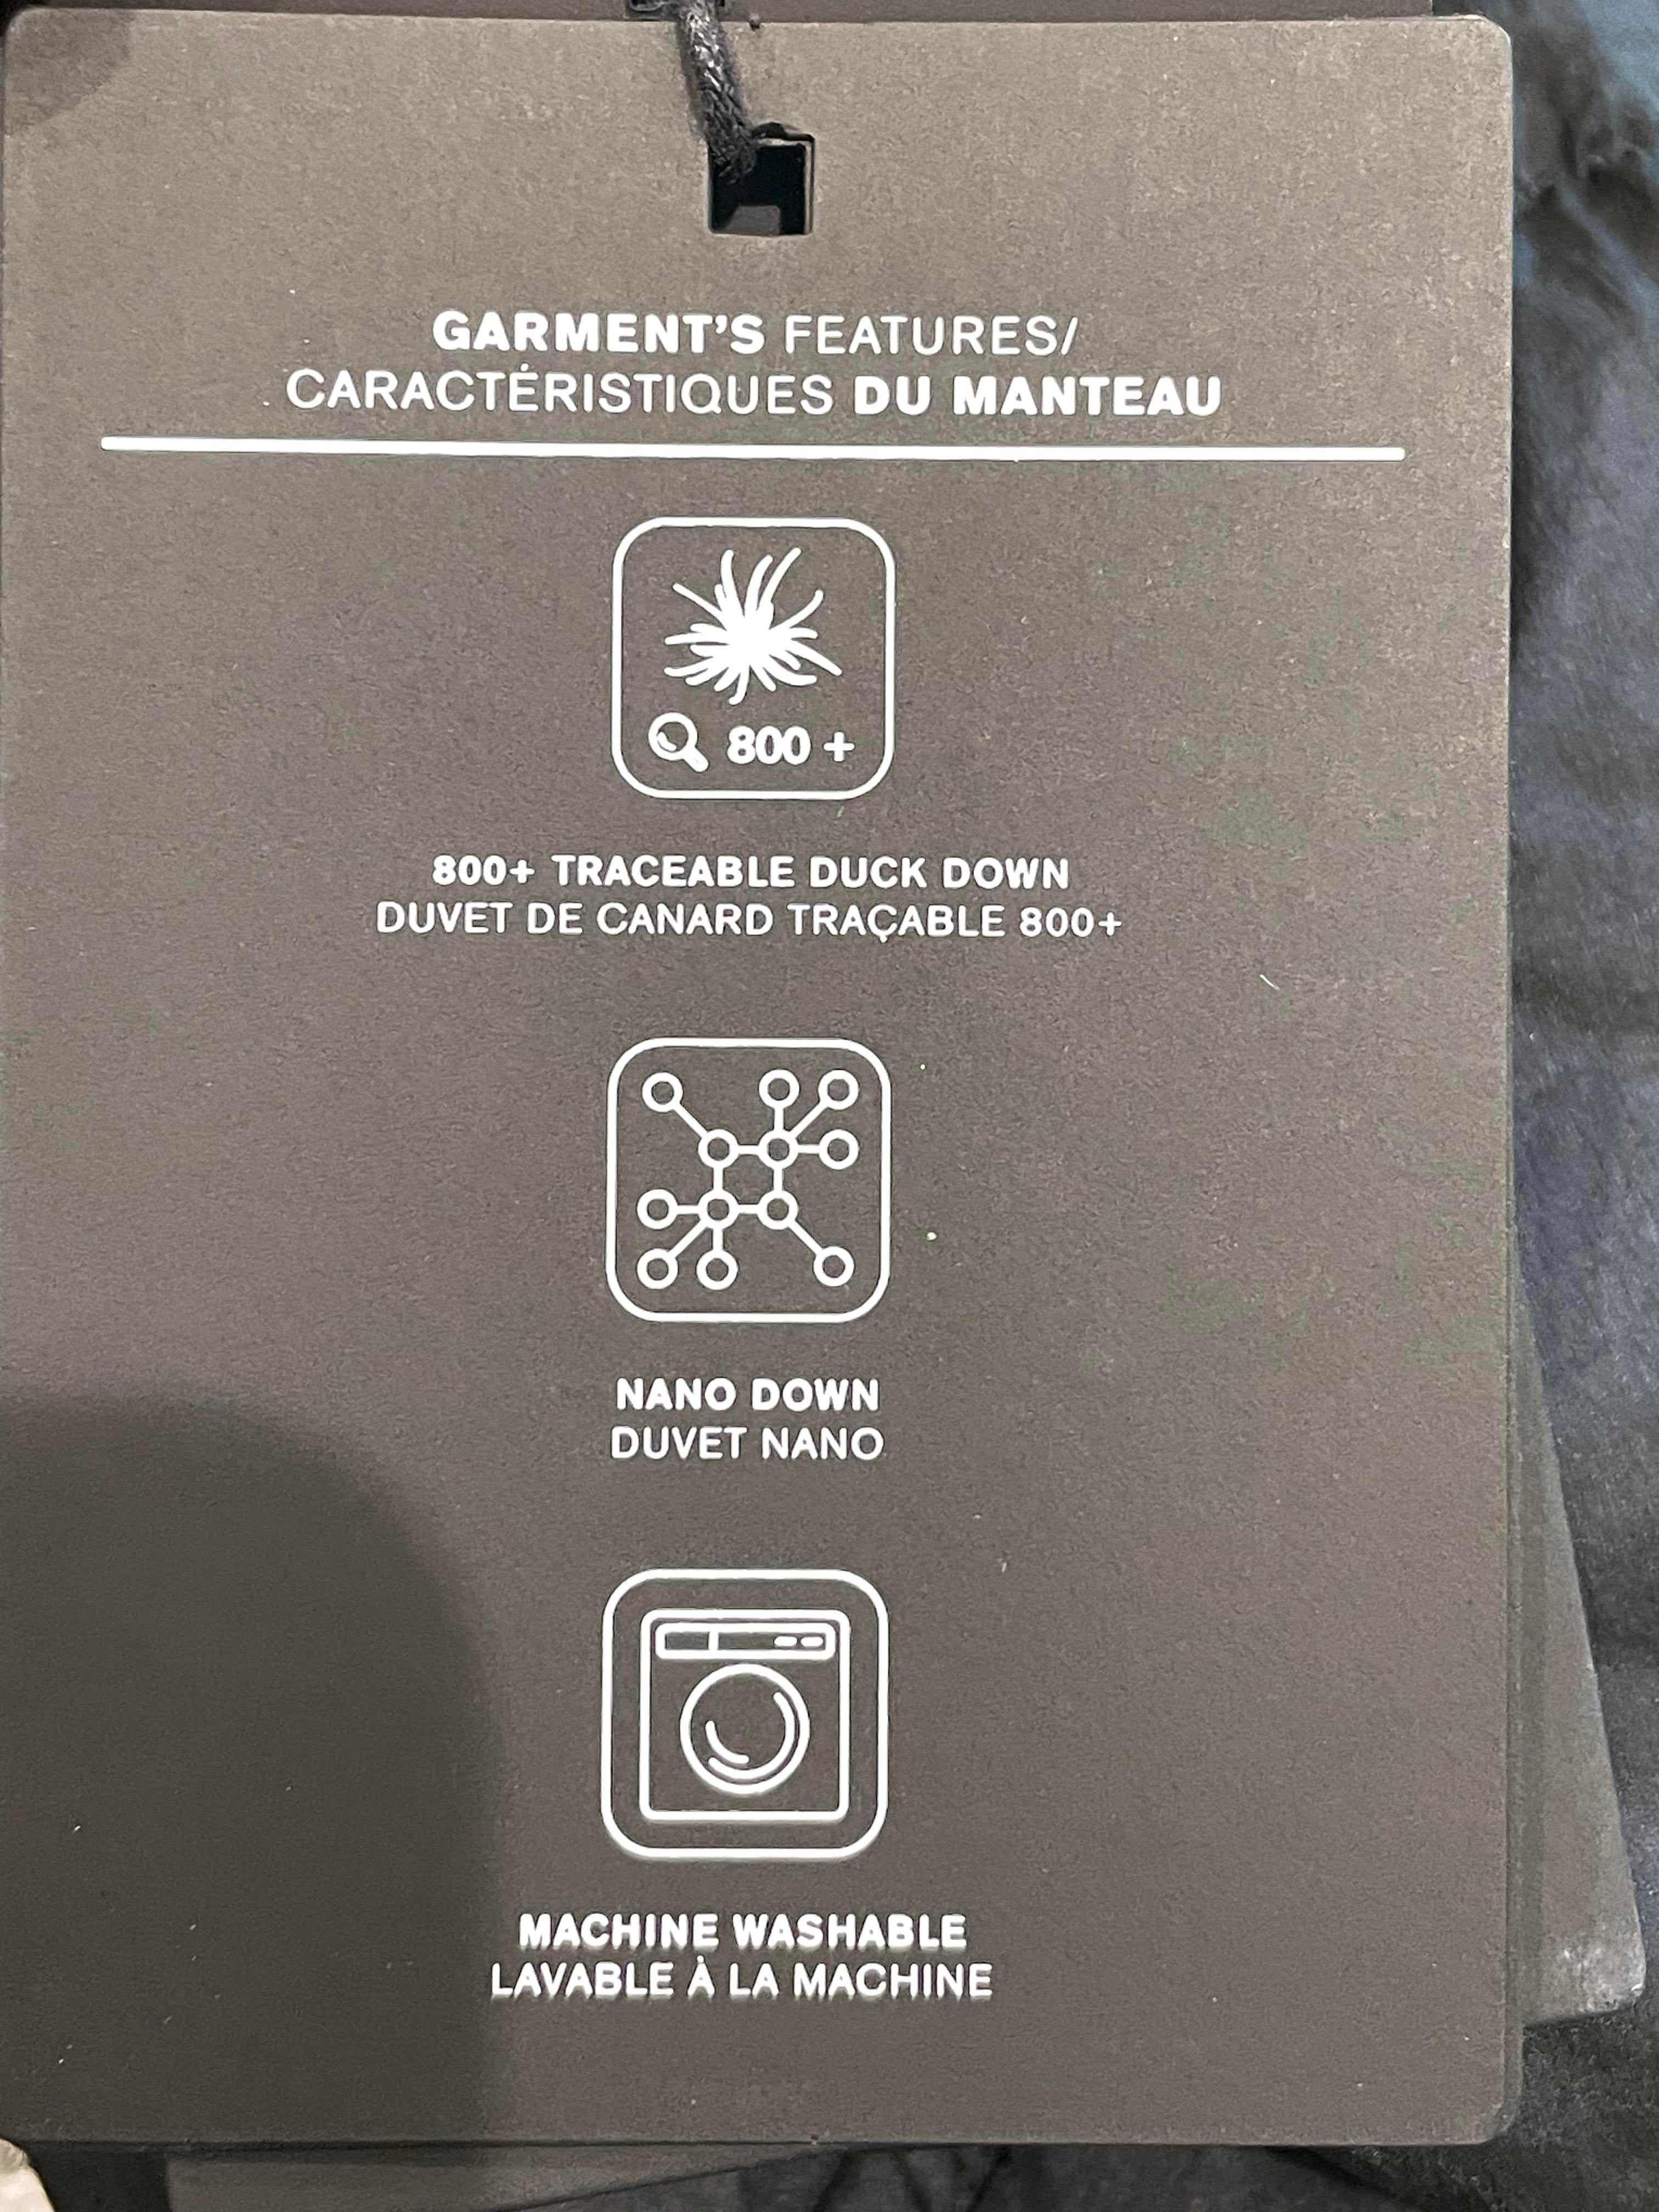 GARMENT'S FEATURES/
CARACTÉRISTIQUES DU MANTEAU
800 +
800+ TRACEABLE DUCK DOWN
DUVET DE CANARD TRAÇABLE 800+
NANO DOWN
DUVET NANO
MACHINE WASHABLE
LAVABLE À LA MACHINE